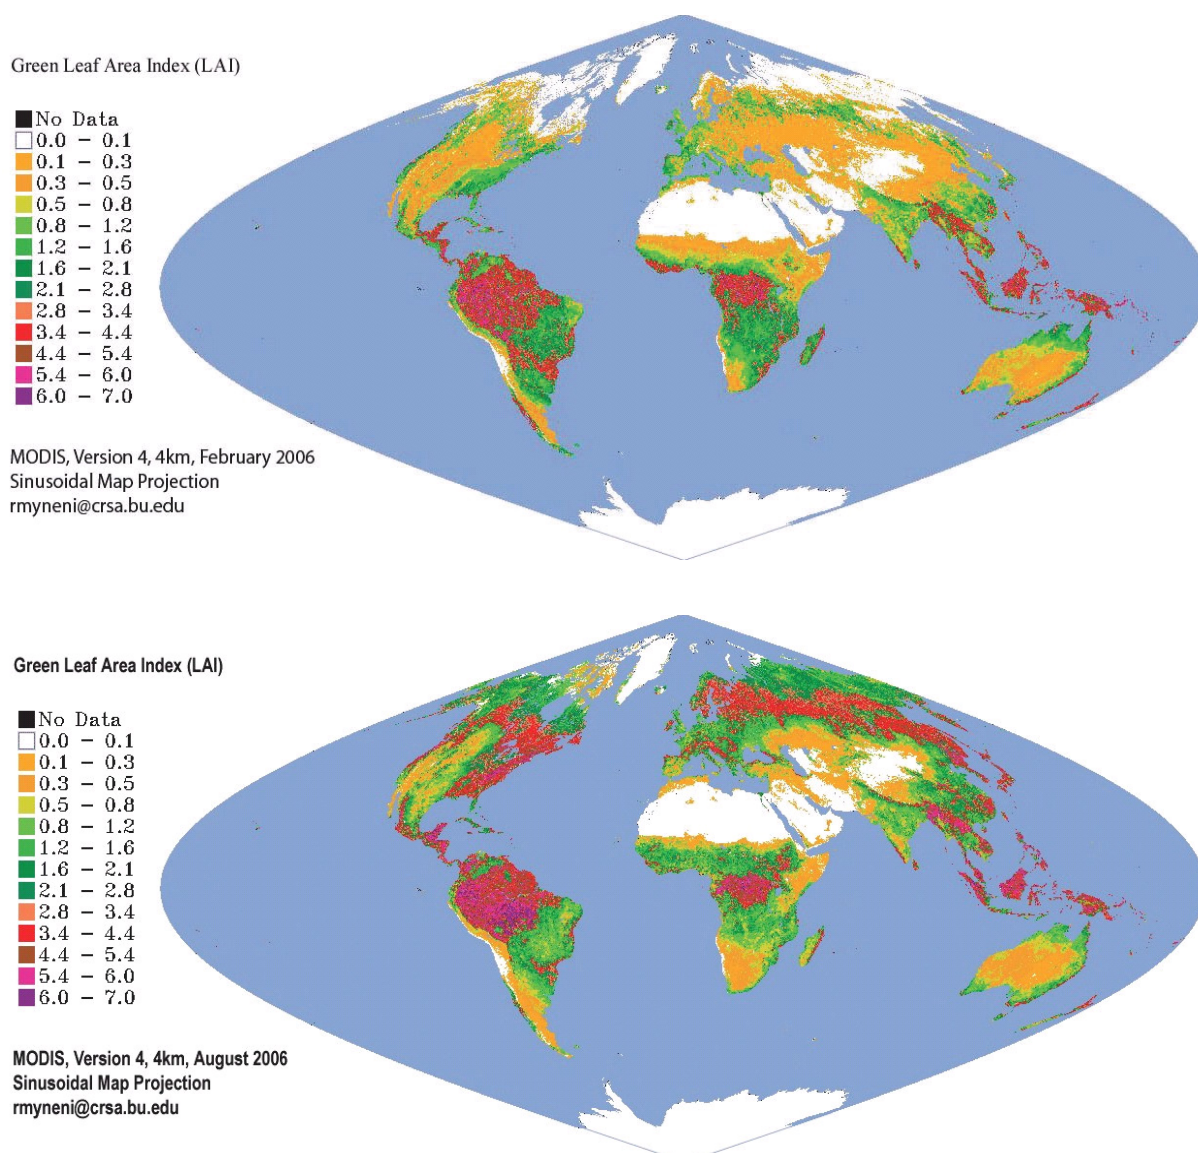 Green Leaf Area Index (LAI)
No Data
0.0 - 0.1
0.1 - 0.3
0.3 - 0.5
0.5 - 0.8
0.8 - 1.2
1.2 - 1.6
1.6 - 2.1
2.1 - 2.8
2.8 - 3.4
3.4 - 4.4
4.4 - 5.4
5.4 - 6.0
6.0 - 7.0
MODIS, Version 4, 4km, February 2006
Sinusoidal Map Projection
rmyneni@crsa.bu.edu
Green Leaf Area Index (LAI)
No Data
0.0 - 0.1
0.1 - 0.3
0.3 - 0.5
0.5 - 0.8
0.8 - 1.2
1.2 - 1.6
1.6 - 2.1
2.1 - 2.8
2.8 - 3.4
3.4 - 4.4
4.4 - 5.4
5.4 - 6.0
6.0 - 7.0
MODIS, Version 4, 4km, August 2006
Sinusoidal Map Projection
rmyneni@crsa.bu.edu